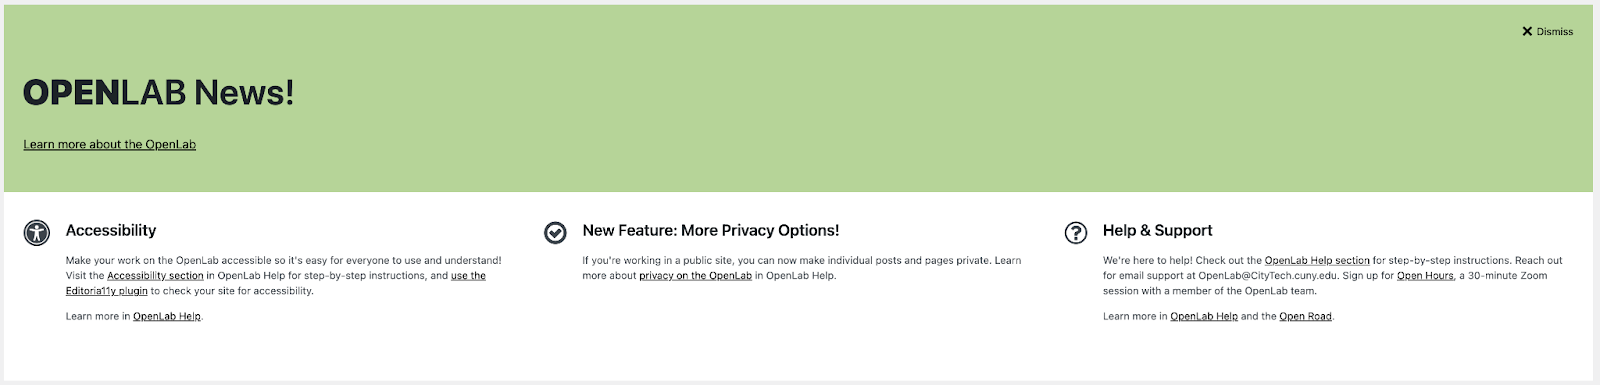 Dismiss
OPENLAB News!
Learn more about the OpenLab
Accessibility
Make your work on the OpenLab accessible so it's easy for everyone to use and understand!
Visit the Accessibility section in OpenLab Help for step-by-step instructions, and use the
Editoria11y plugin to check your site for accessibility.
Learn more in OpenLab Help.
New Feature: More Privacy Options!
If you're working in a public site, you can now make individual posts and pages private. Learn
more about privacy on the OpenLab in OpenLab Help.
Help & Support
We're here to help! Check out the OpenLab Help section for step-by-step instructions. Reach out
for email support at OpenLab@CityTech.cuny.edu. Sign up for Open Hours, a 30-minute Zoom
session with a member of the OpenLab team.
Learn more in OpenLab Help and the Open Road.